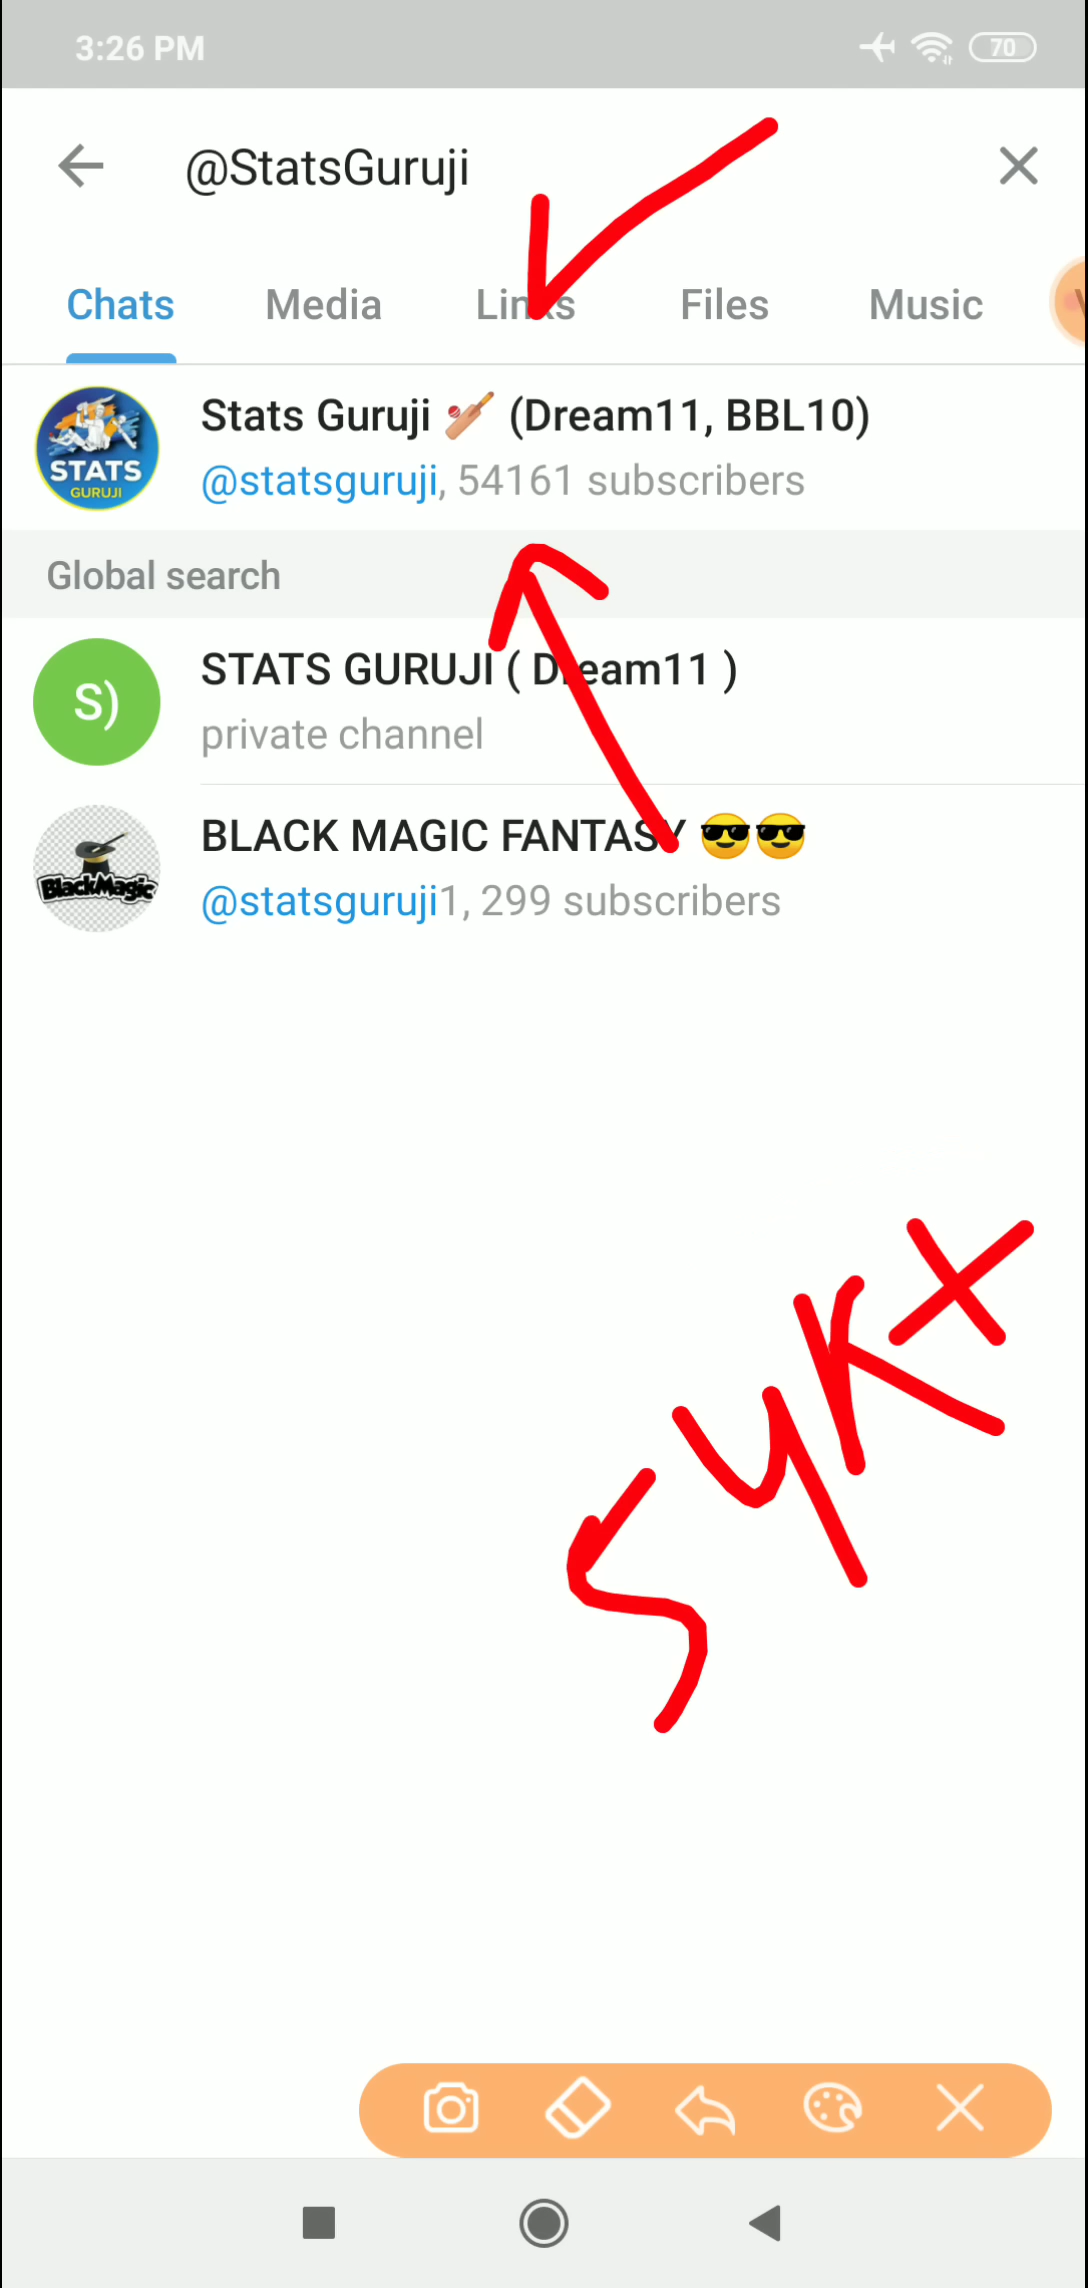 3:26 PM
70
@StatsGuruji
Chats Media Links Files Music
STATS
GURUJI
Stats Guruji 🏏 (Dream11, BBL10)
@statsguruji, 54161 subscribers
Global search
S)
STATS GURUJI ( Dream11 )
private channel
BlackMagic
BLACK MAGIC FANTASY 😎😎
@statsguruji1, 299 subscribers
54K+